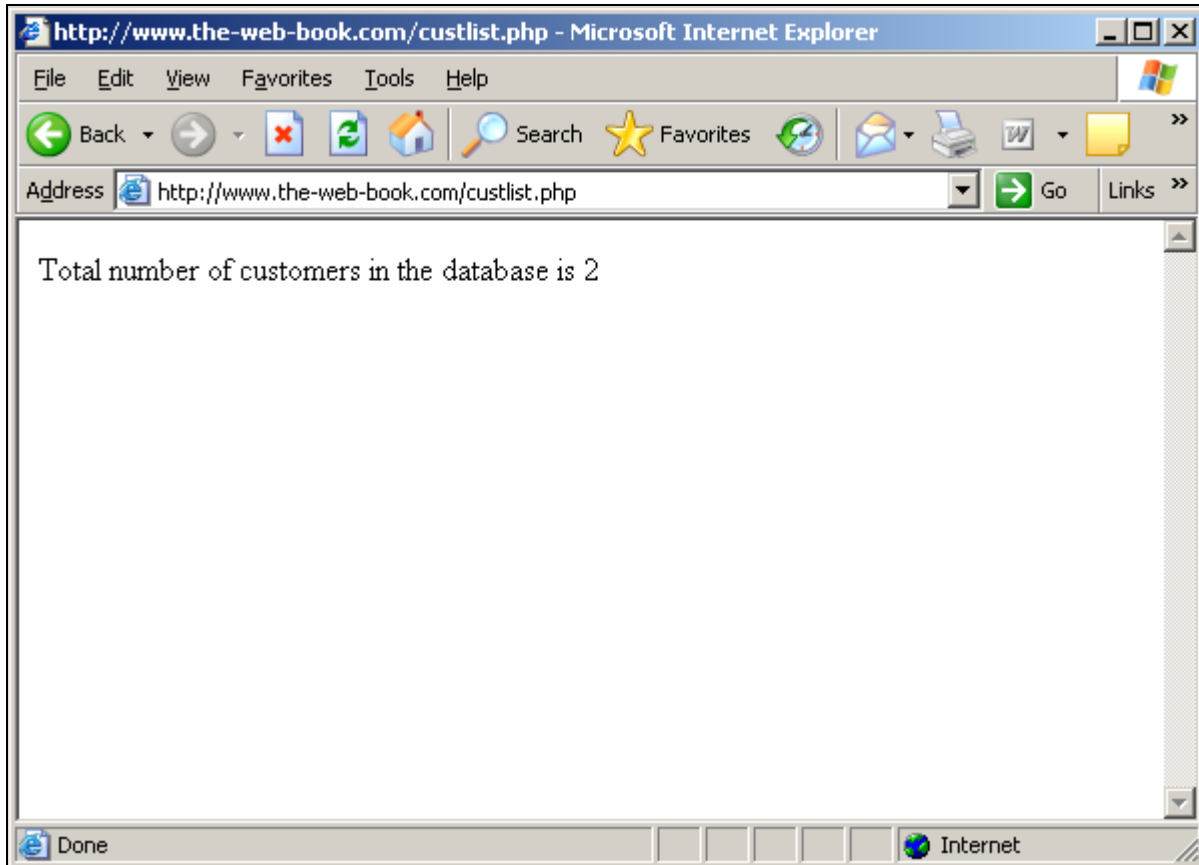 http://www.the-web-book.com/custlist.php - Microsoft Internet Explorer
File Edit View Favorites Tools Help
Back Search Favorites W »
Address http://www.the-web-book.com/custlist.php Go Links »
Total number of customers in the database is 2
Done Internet